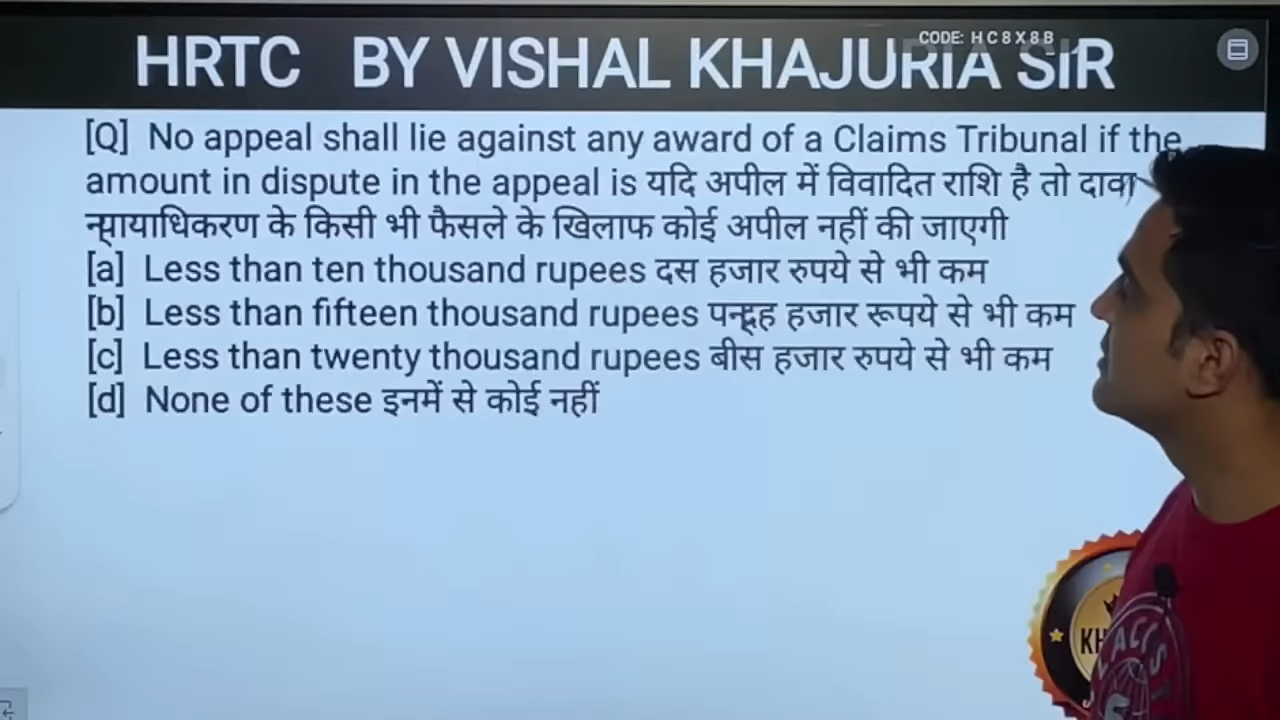 CODE: H C 8 X 8 B
HRTC BY VISHAL KHAJURIA SIR
[Q] No appeal shall lie against any award of a Claims Tribunal if the
amount in dispute in the appeal is यदि अपील में विवादित राशि है तो दावा
न्यायाधिकरण के किसी भी फैसले के खिलाफ कोई अपील नहीं की जाएगी
[a] Less than ten thousand rupees दस हजार रुपये से भी कम
[b] Less than fifteen thousand rupees पन्द्रह हजार रूपये से भी कम
[c] Less than twenty thousand rupees बीस हजार रुपये से भी कम
[d] None of these इनमें से कोई नहीं